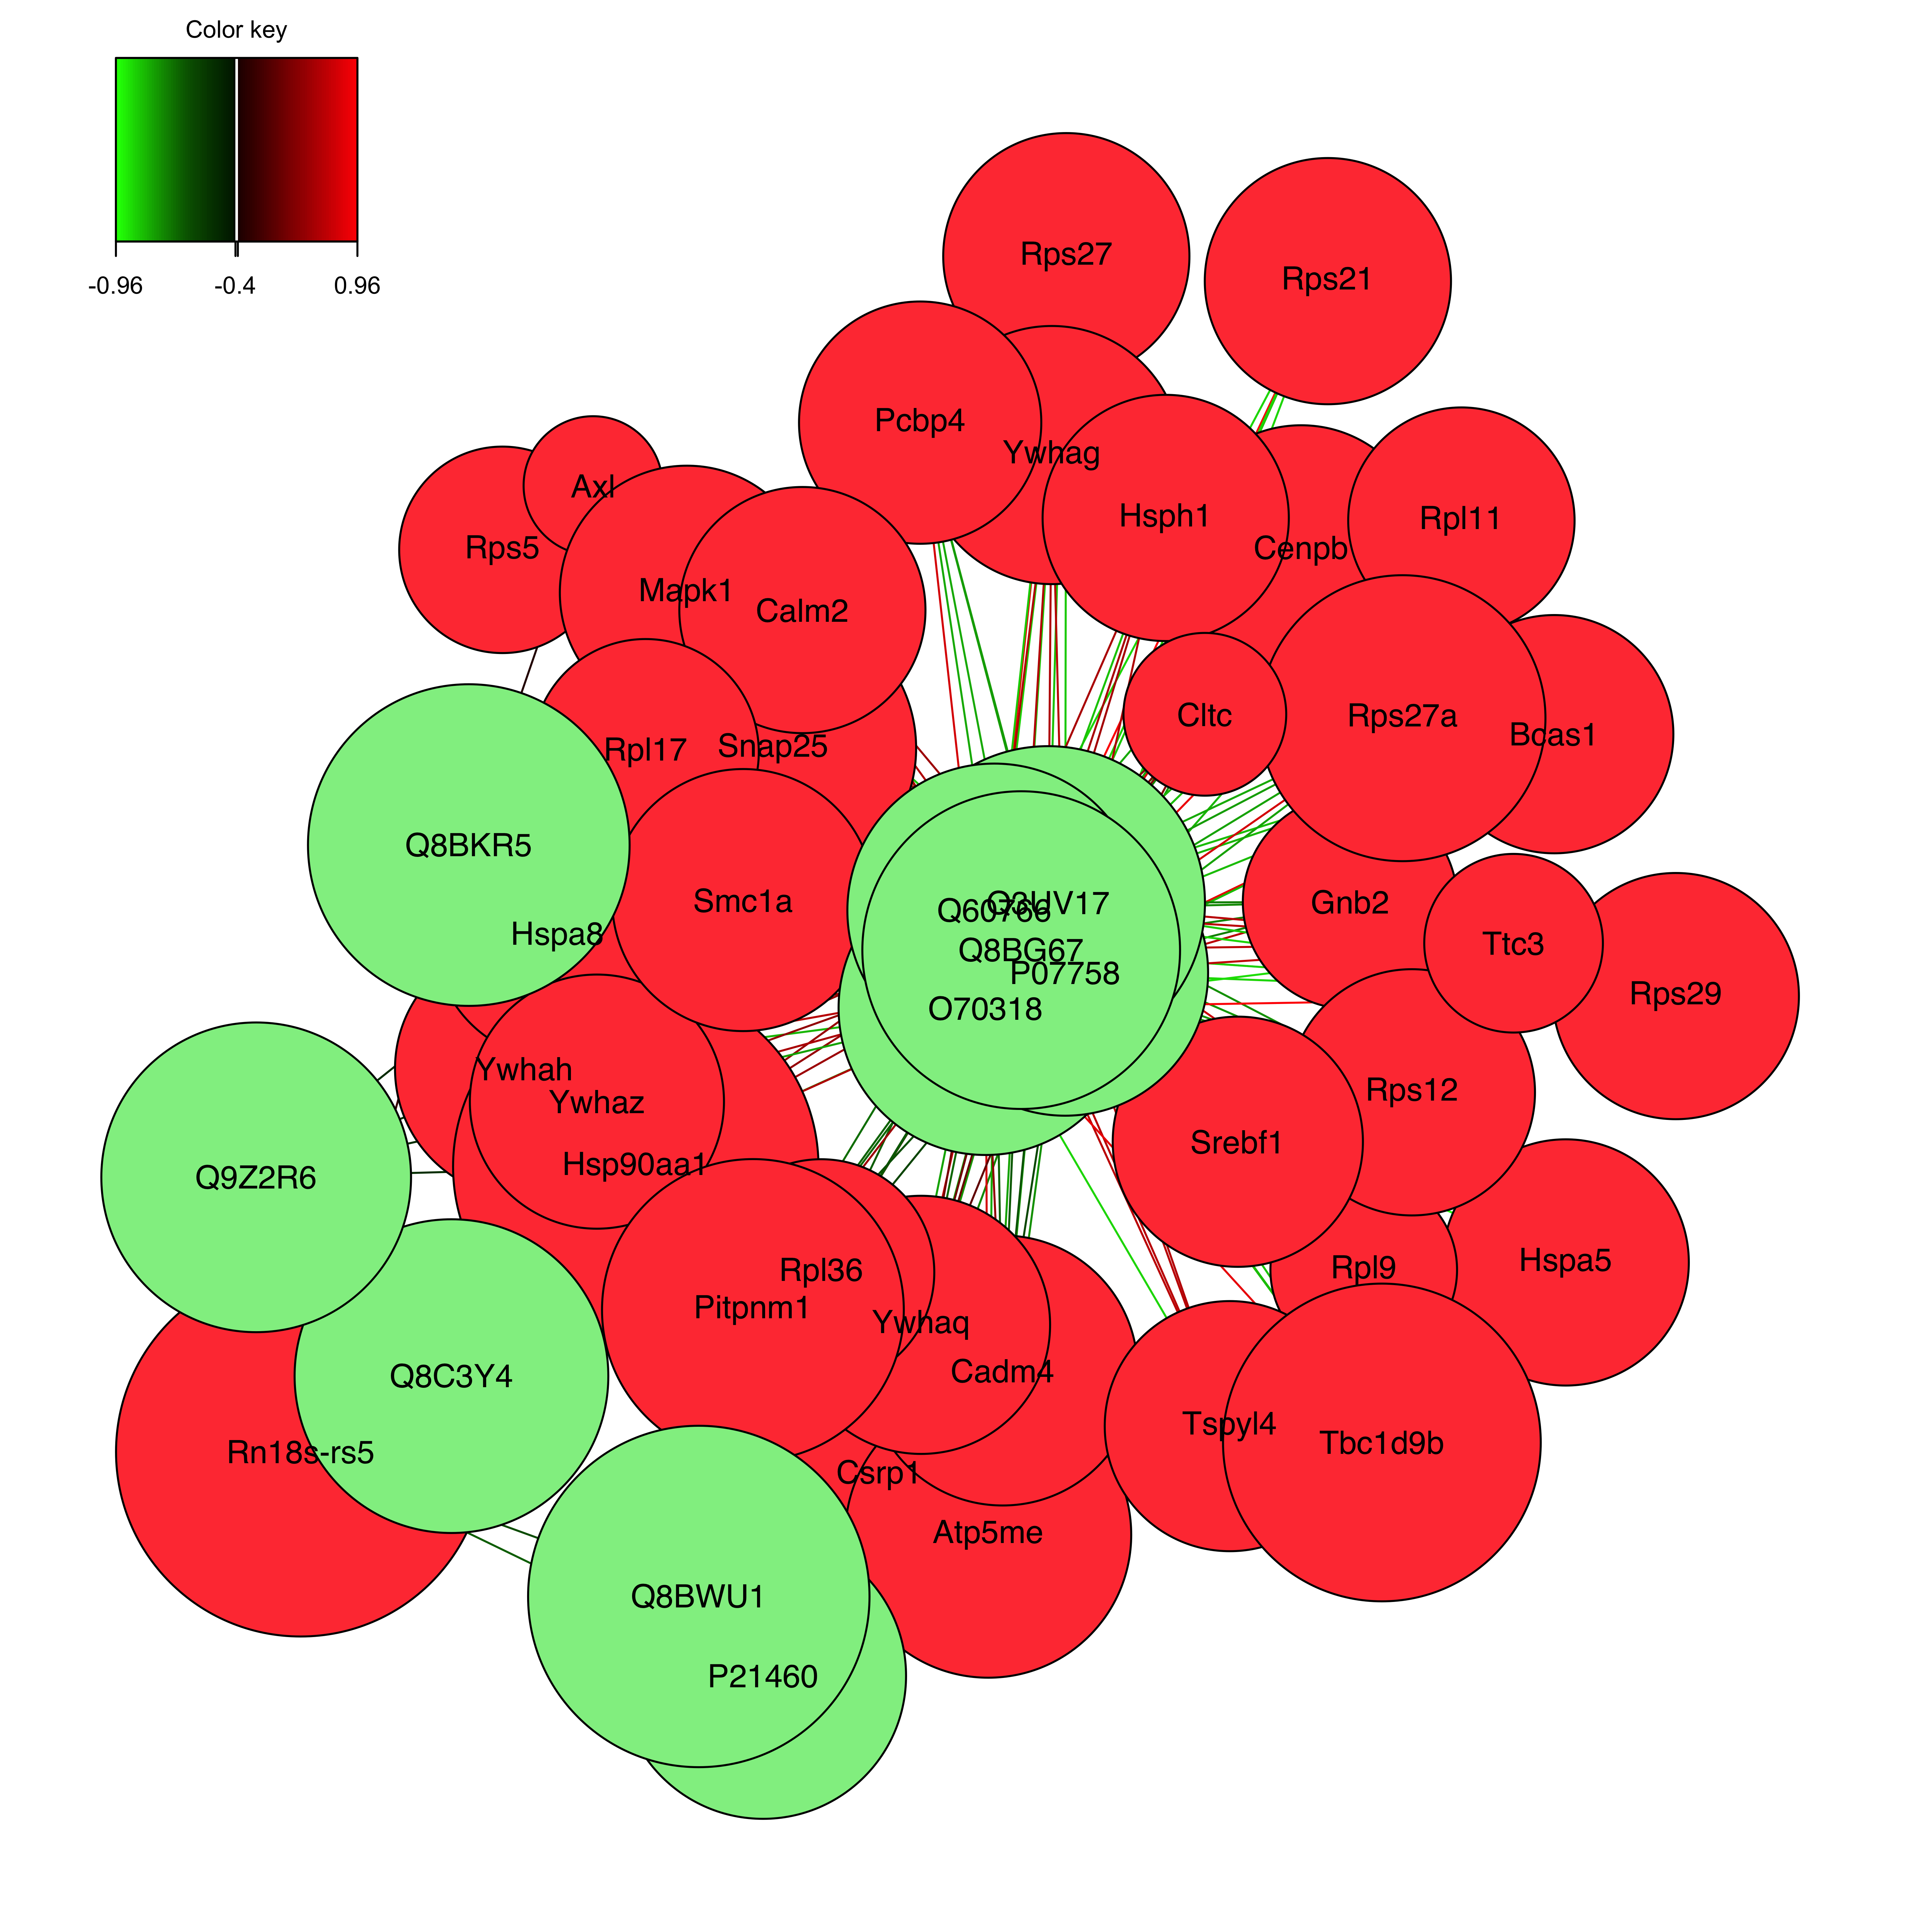 Color key
-0.96 -0.4 0.96
Rps27
Rps21
Pcbp4
Ywhag
Axl
Hsph1
Rpl11
Rps5
Cenpb
Mapk1
Calm2
Cltc
Rps27a
Bcas1
Rpl17
Snap25
Q8BKR5
Smc1a
Q3UV17
Q60766
Gnb2
Hspa8
Q8BG67
Ttc3
P07758
Rps29
O70318
Ywhah
Ywhaz
Rps12
Srebf1
Hsp90aa1
Q9Z2R6
Rpl36
Rpl9
Hspa5
Pitpnm1
Ywhaq
Cadm4
Q8C3Y4
Tspyl4
Tbc1d9b
Rn18s-rs5
Csrp1
Atp5me
Q8BWU1
P21460